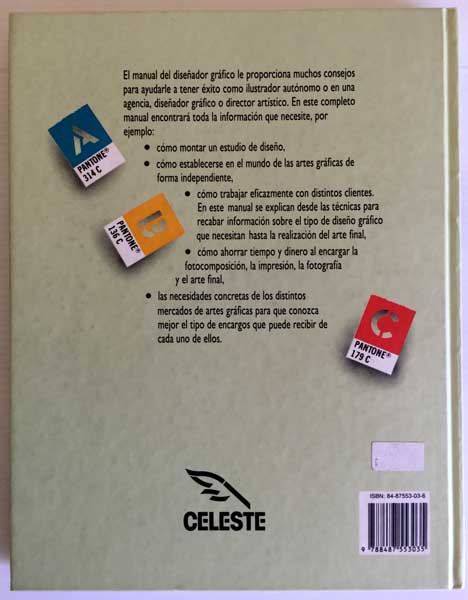 El manual del diseñador gráfico le proporciona muchos consejos
para ayudarle a tener éxito como ilustrador autónomo o en una
agencia, diseñador gráfico o director artístico. En este completo
manual encontrará toda la información que necesite, por
ejemplo:
• cómo montar un estudio de diseño,
• cómo establecerse en el mundo de las artes gráficas de
forma independiente,
• cómo trabajar eficazmente con distintos clientes.
En este manual se explican desde las técnicas para
recabar información sobre el tipo de diseño gráfico
que necesitan hasta la realización del arte final,
• cómo ahorrar tiempo y dinero al encargar la
fotocomposición, la impresión, la fotografía
y el arte final,
• las necesidades concretas de los distintos
mercados de artes gráficas para que conozca
mejor el tipo de encargos que puede recibir de
cada uno de ellos.
A
PANTONE®
314 C
B
PANTONE®
136 C
C
PANTONE®
179 C
CELESTE
ISBN: 84-87553-03-6
9 788487 553035